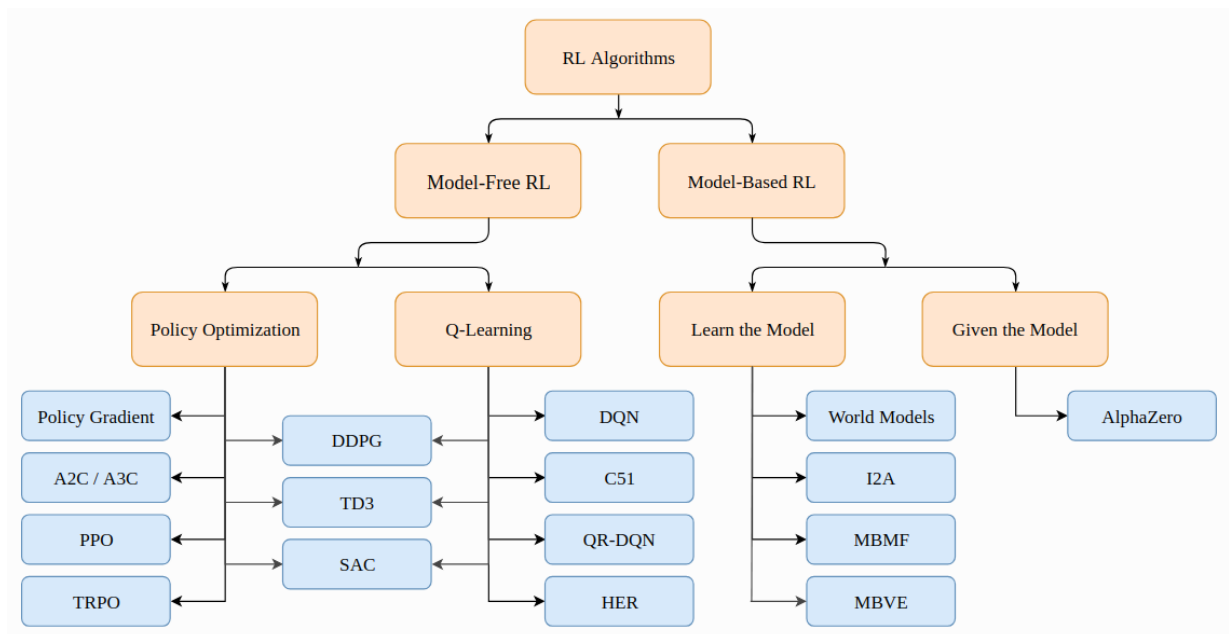 RL Algorithms
Model-Free RL
Model-Based RL
Policy Optimization
Q-Learning
Learn the Model
Given the Model
Policy Gradient
A2C / A3C
PPO
TRPO
DDPG
TD3
SAC
DQN
C51
QR-DQN
HER
World Models
I2A
MBMF
MBVE
AlphaZero